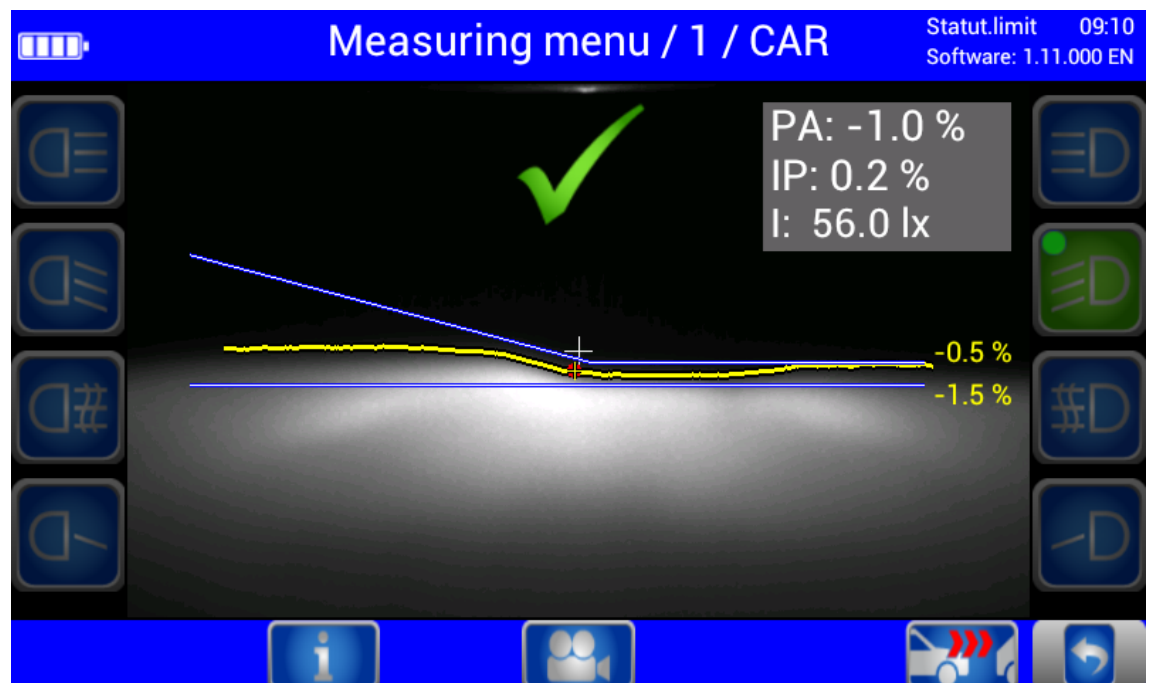 Measuring menu / 1 / CAR
Statut.limit 09:10
Software: 1.11.000 EN
PA: -1.0 %
IP: 0.2 %
I: 56.0 lx
-0.5 %
-1.5 %